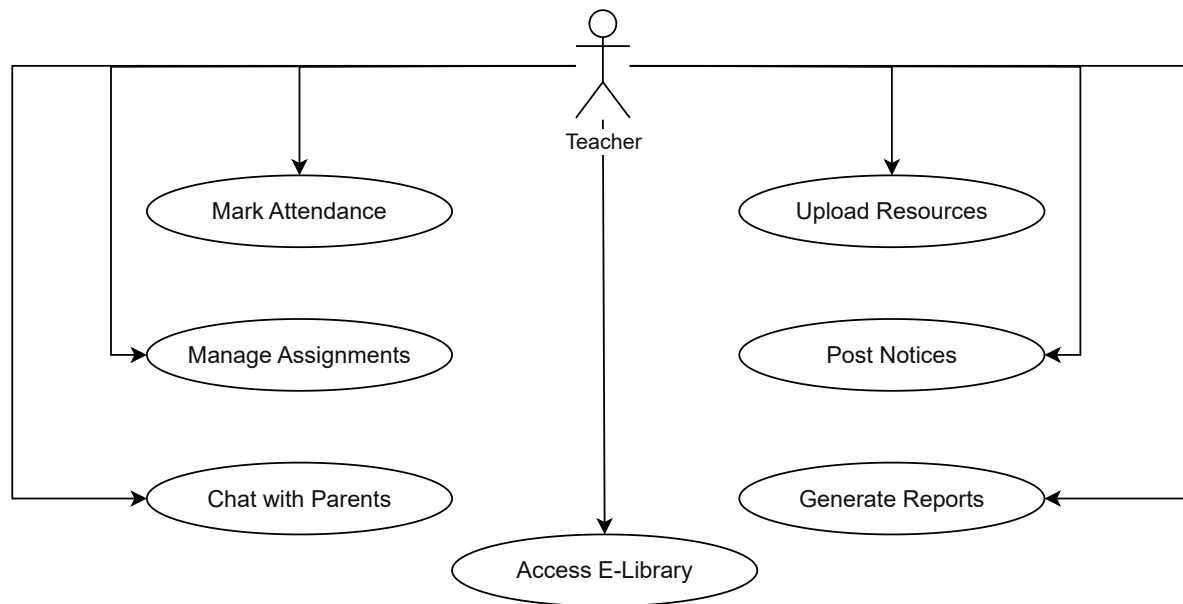 Teacher
Mark Attendance
Upload Resources
Manage Assignments
Post Notices
Chat with Parents
Generate Reports
Access E-Library